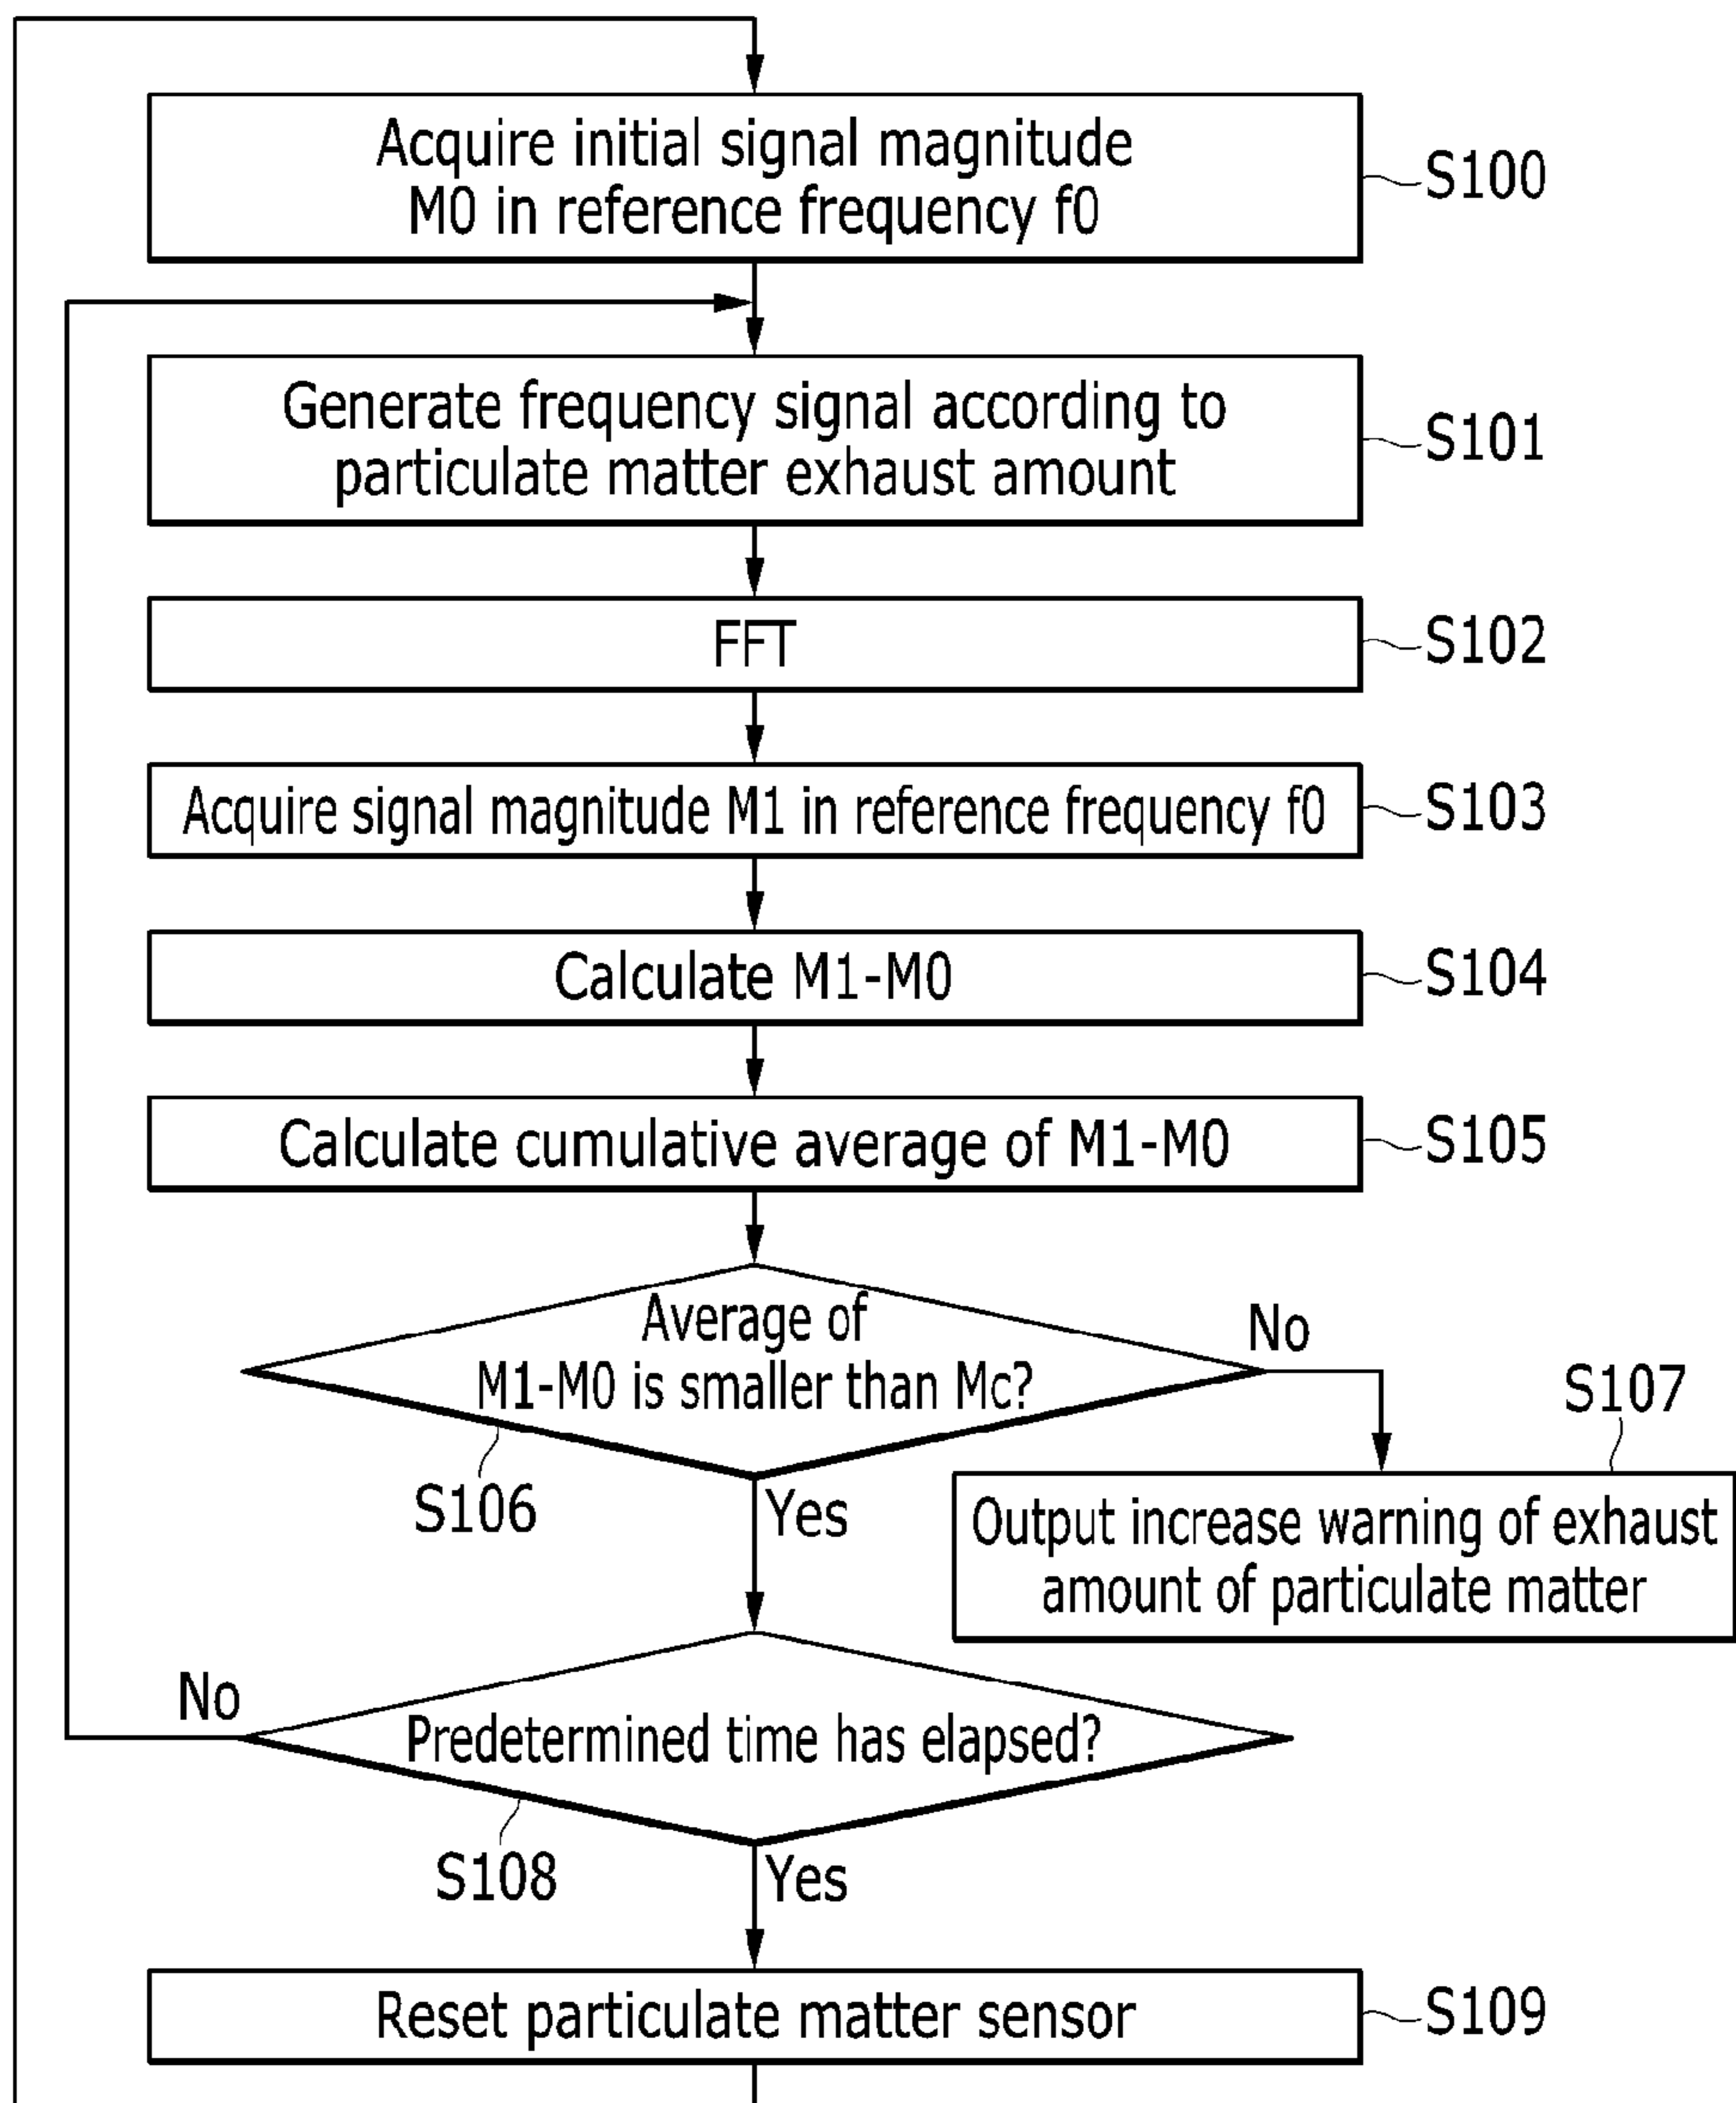 Acquire initial signal magnitude
M0 in reference frequency f0
S100
Generate frequency signal according to
particulate matter exhaust amount
S101
FFT
S102
Acquire signal magnitude M1 in reference frequency f0
S103
Calculate M1-M0
S104
Calculate cumulative average of M1-M0
S105
Average of
M1-M0 is smaller than Mc?
No
S106
Yes
S107
Output increase warning of exhaust
amount of particulate matter
No
Predetermined time has elapsed?
S108
Yes
Reset particulate matter sensor
S109